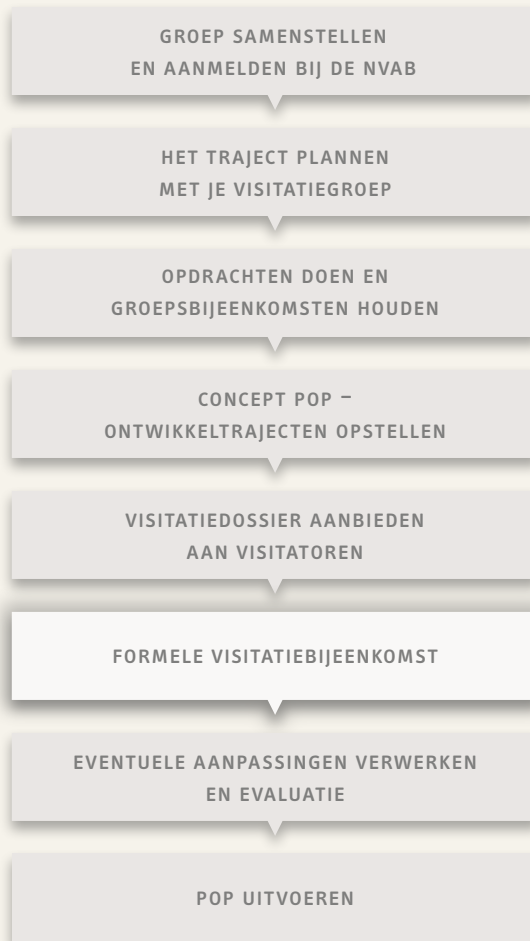 GROEP SAMENSTELLEN
EN AANMELDEN BIJ DE NVAB
HET TRAJECT PLANNEN
MET JE VISITATIEGROEP
OPDRACHTEN DOEN EN
GROEPSBIJEENKOMSTEN HOUDEN
CONCEPT POP –
ONTWIKKELTRAJECTEN OPSTELLEN
VISITATIEDOSSIER AANBIEDEN
AAN VISITATOREN
FORMELE VISITATIEBIJEENKOMST
EVENTUELE AANPASSINGEN VERWERKEN
EN EVALUATIE
POP UITVOEREN